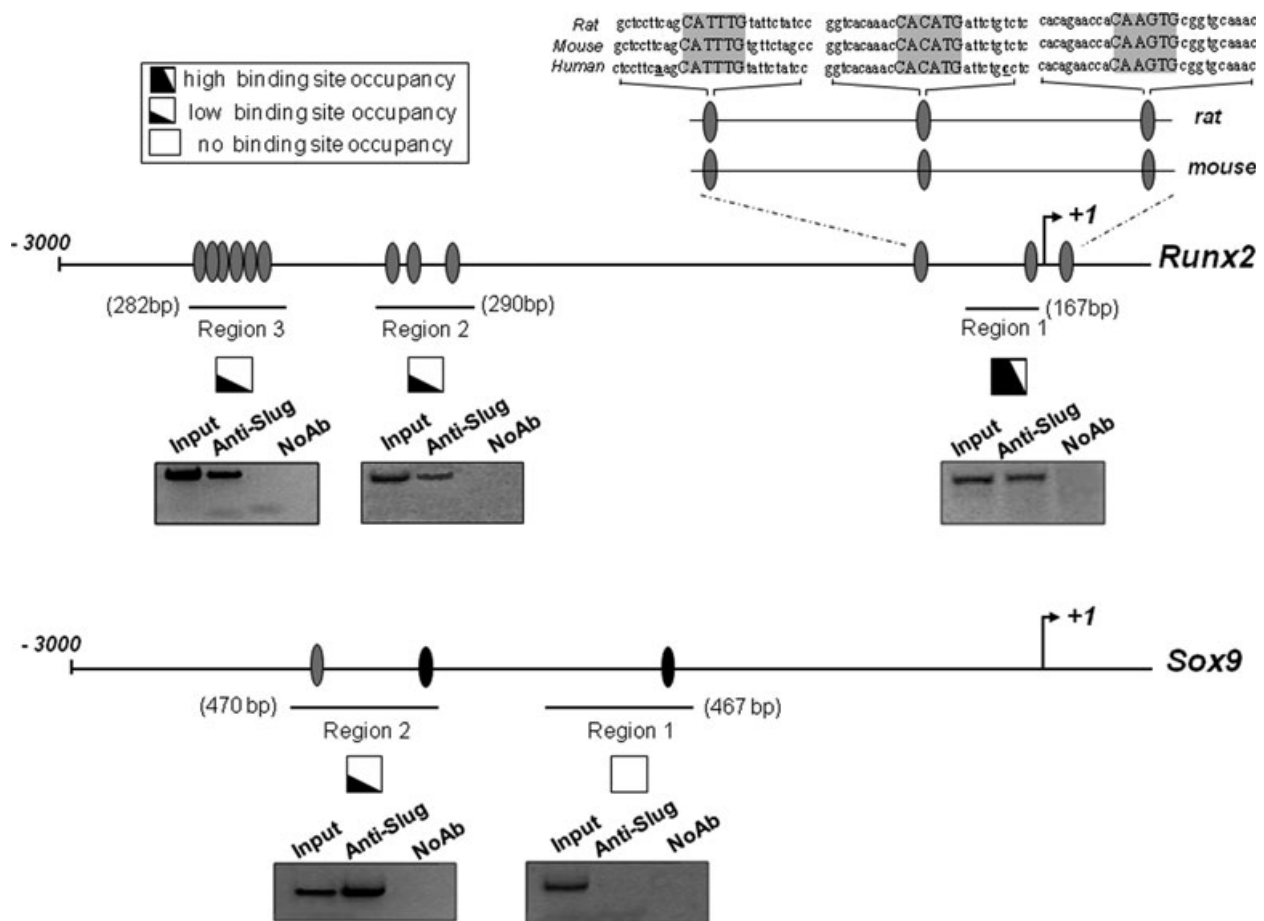 Rat gctccttcagCATTTGtattctatcc ggtcacaaacCACATGattctgtctc cacagaaccaCAAGTGcggtgcaaac
Mouse gctccttcagCATTTGtgttctagcc ggtcacaaacCACATGattctgtctc cacagaaccaCAAGTGcggtgcaaac
Human ctccttcaagCATTTGtattctatcc ggtcacaaacCACATGattctgcctc cacagaaccaCAAGTGcggtgcaaac
high binding site occupancy
low binding site occupancy
no binding site occupancy
rat
mouse
- 3000
+1
Runx2
(282bp) (290bp) (167bp)
Region 3 Region 2 Region 1
Input Anti-Slug NoAb
Input Anti-Slug NoAb
Input Anti-Slug NoAb
- 3000
+1
Sox9
(470 bp) (467 bp)
Region 2 Region 1
Input Anti-Slug NoAb
Input Anti-Slug NoAb